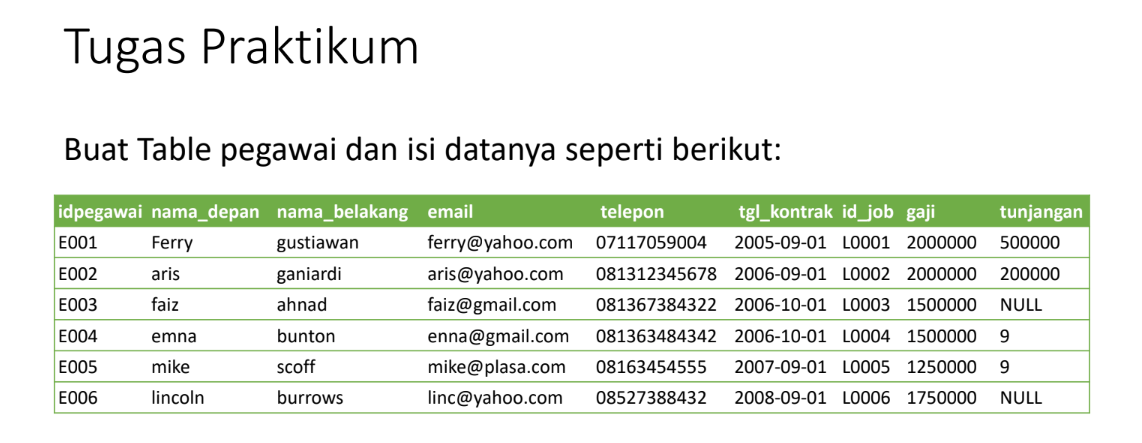 Tugas Praktikum
Buat Table pegawai dan isi datanya seperti berikut:
idpegawai nama_depan nama_belakang email telepon tgl_kontrak id_job gaji tunjangan
E001 Ferry gustiawan ferry@yahoo.com 07117059004 2005-09-01 L0001 2000000 500000
E002 aris ganiardi aris@yahoo.com 081312345678 2006-09-01 L0002 2000000 200000
E003 faiz ahnad faiz@gmail.com 081367384322 2006-10-01 L0003 1500000 NULL
E004 emna bunton enna@gmail.com 081363484342 2006-10-01 L0004 1500000 9
E005 mike scoff mike@plasa.com 08163454555 2007-09-01 L0005 1250000 9
E006 lincoln burrows linc@yahoo.com 08527388432 2008-09-01 L0006 1750000 NULL